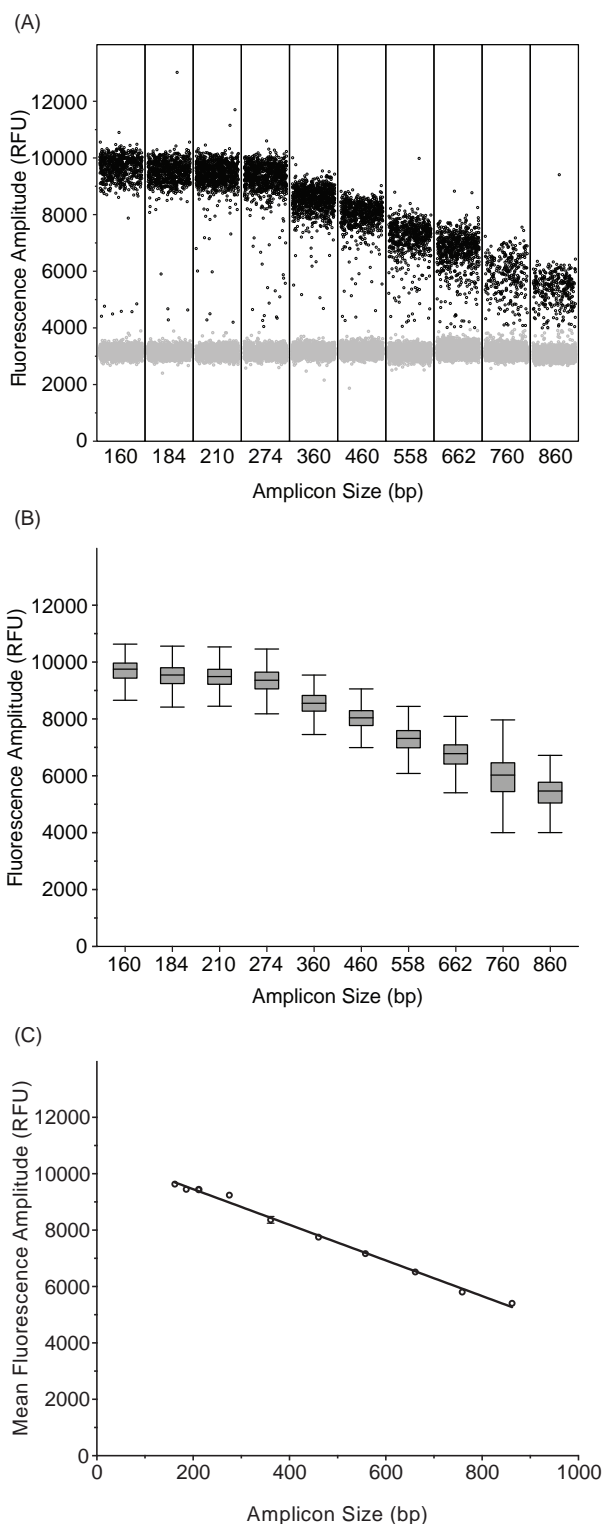 (A)
Fluorescence Amplitude (RFU)
12000
10000
8000
6000
4000
2000
0
160 184 210 274 360 460 558 662 760 860
Amplicon Size (bp)
(B)
Fluorescence Amplitude (RFU)
12000
10000
8000
6000
4000
2000
0
160 184 210 274 360 460 558 662 760 860
Amplicon Size (bp)
(C)
Mean Fluorescence Amplitude (RFU)
12000
10000
8000
6000
4000
2000
0
0 200 400 600 800 1000
Amplicon Size (bp)